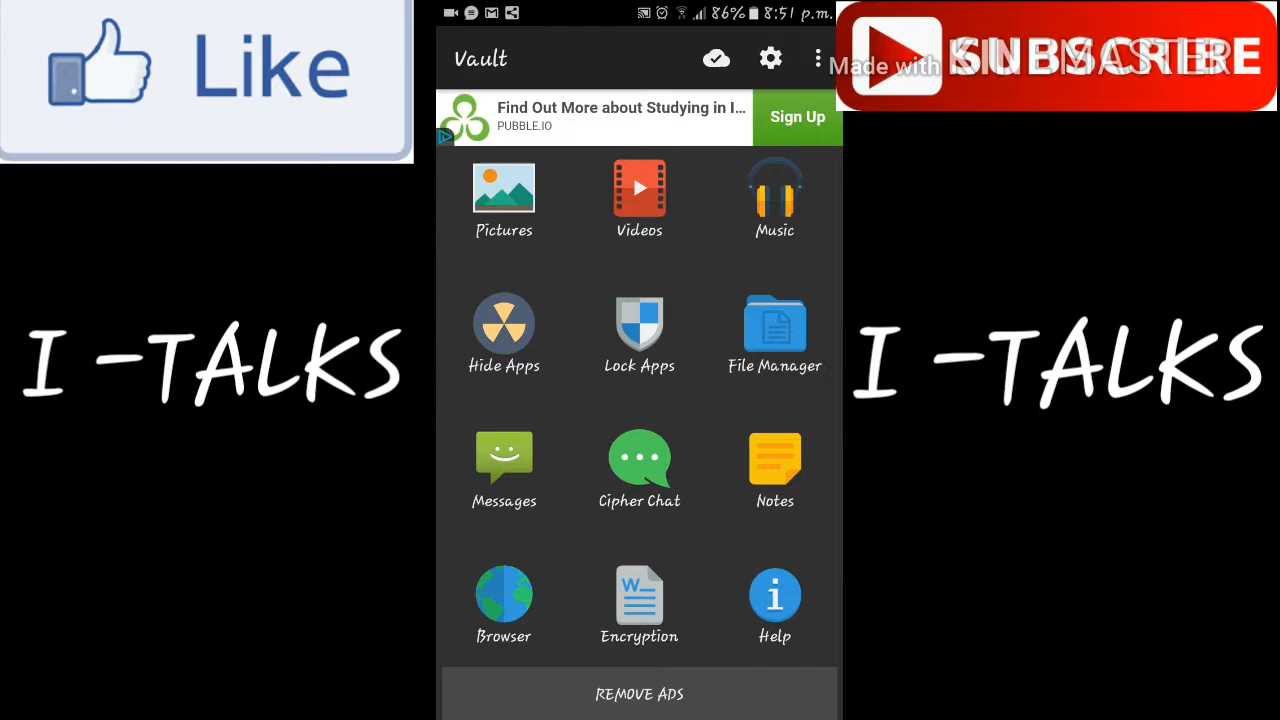 Like
86% 8:51 p.m.
Vault
Made with KINEMASTER
SUBSCRIBE
Find Out More about Studying in I...
PUBBLE.IO
Sign Up
Pictures Videos Music
I-TALKS
Hide Apps Lock Apps File Manager
I-TALKS
Messages Cipher Chat Notes
W
Browser Encryption Help
REMOVE ADS